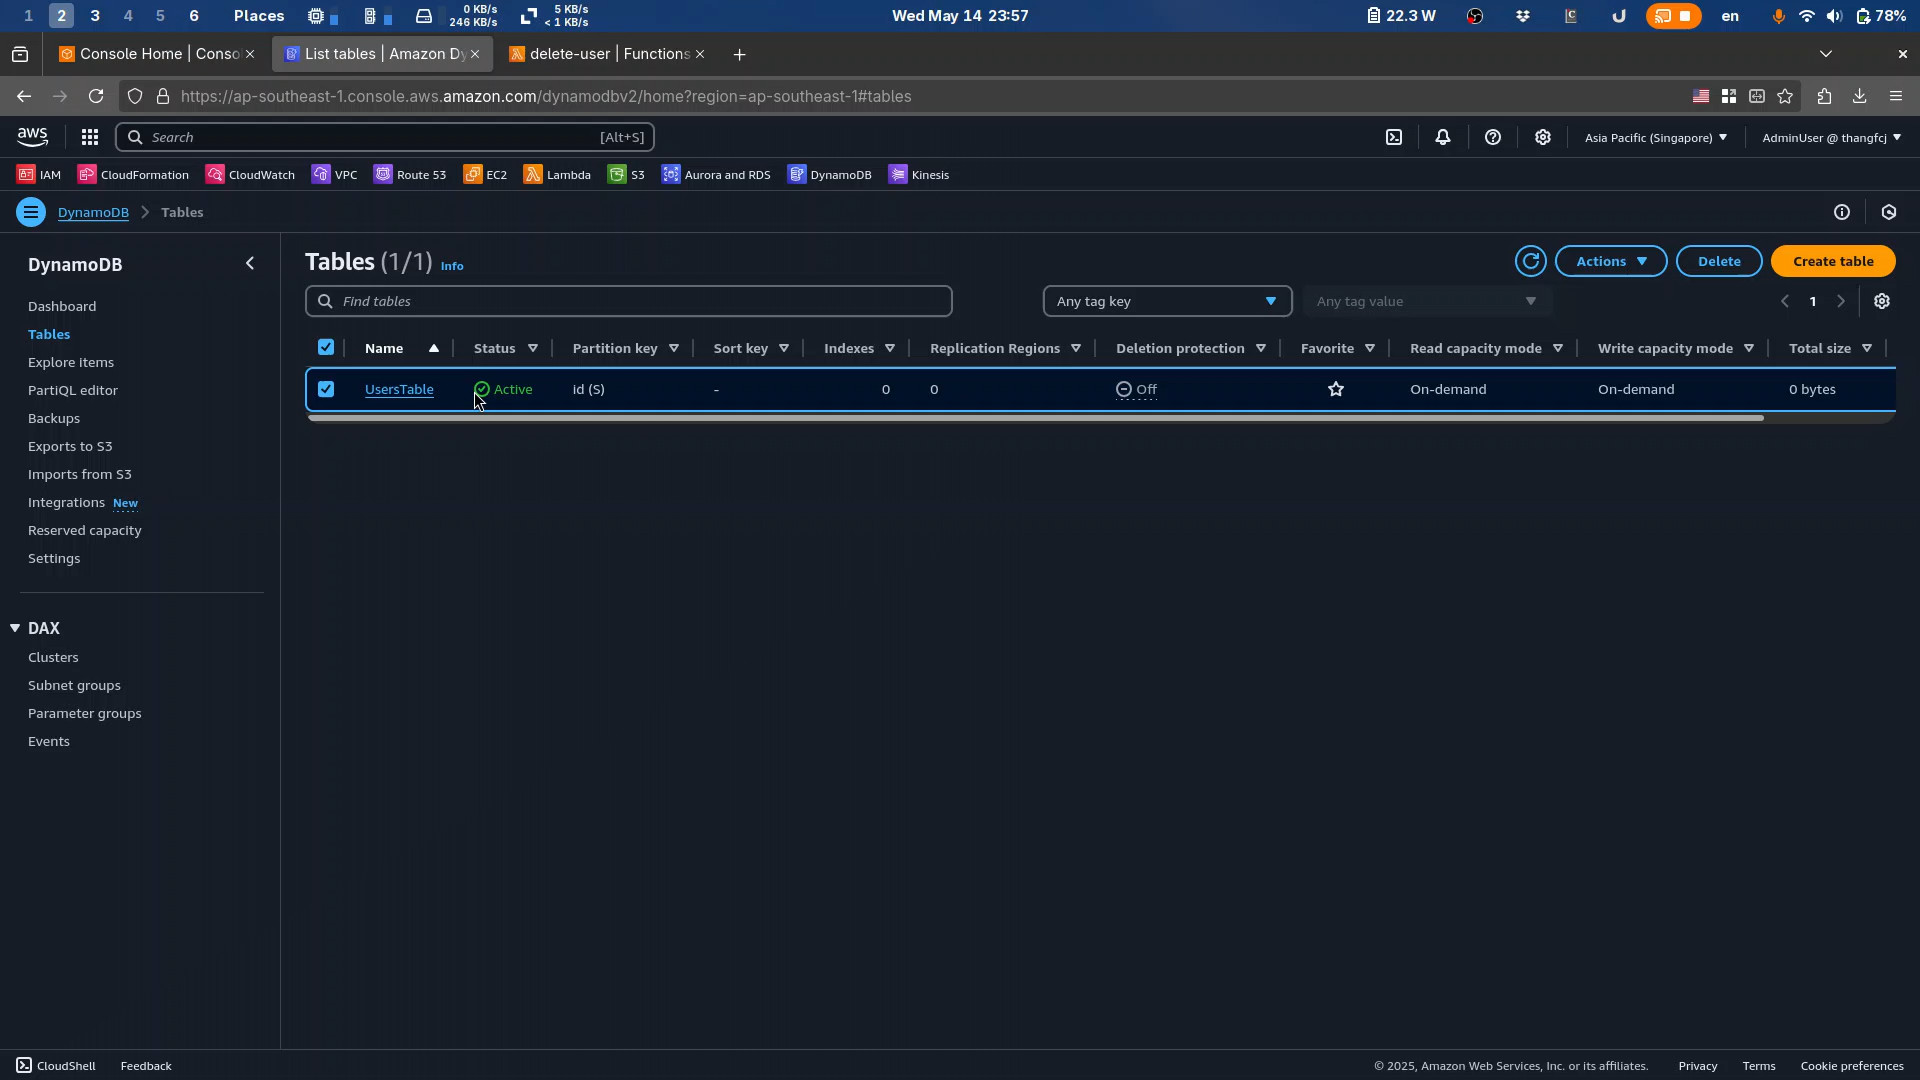 1 2 3 4 5 6 Places 0 KB/s 246 KB/s 5 KB/s < 1 KB/s Wed May 14 23:57 22.3 W en 78%
Console Home | Conso List tables | Amazon Dy delete-user | Functions
https://ap-southeast-1.console.aws.amazon.com/dynamodbv2/home?region=ap-southeast-1#tables
aws Search [Alt+S] Asia Pacific (Singapore) AdminUser @ thangfcj
IAM CloudFormation CloudWatch VPC Route 53 EC2 Lambda S3 Aurora and RDS DynamoDB Kinesis
DynamoDB Tables
DynamoDB
Dashboard
Tables
Explore items
PartiQL editor
Backups
Exports to S3
Imports from S3
Integrations New
Reserved capacity
Settings
DAX
Clusters
Subnet groups
Parameter groups
Events
Tables (1/1) Info Actions Delete Create table
Find tables Any tag key Any tag value 1
Name Status Partition key Sort key Indexes Replication Regions Deletion protection Favorite Read capacity mode Write capacity mode Total size
UsersTable Active id (S) - 0 0 Off On-demand On-demand 0 bytes
CloudShell Feedback © 2025, Amazon Web Services, Inc. or its affiliates. Privacy Terms Cookie preferences